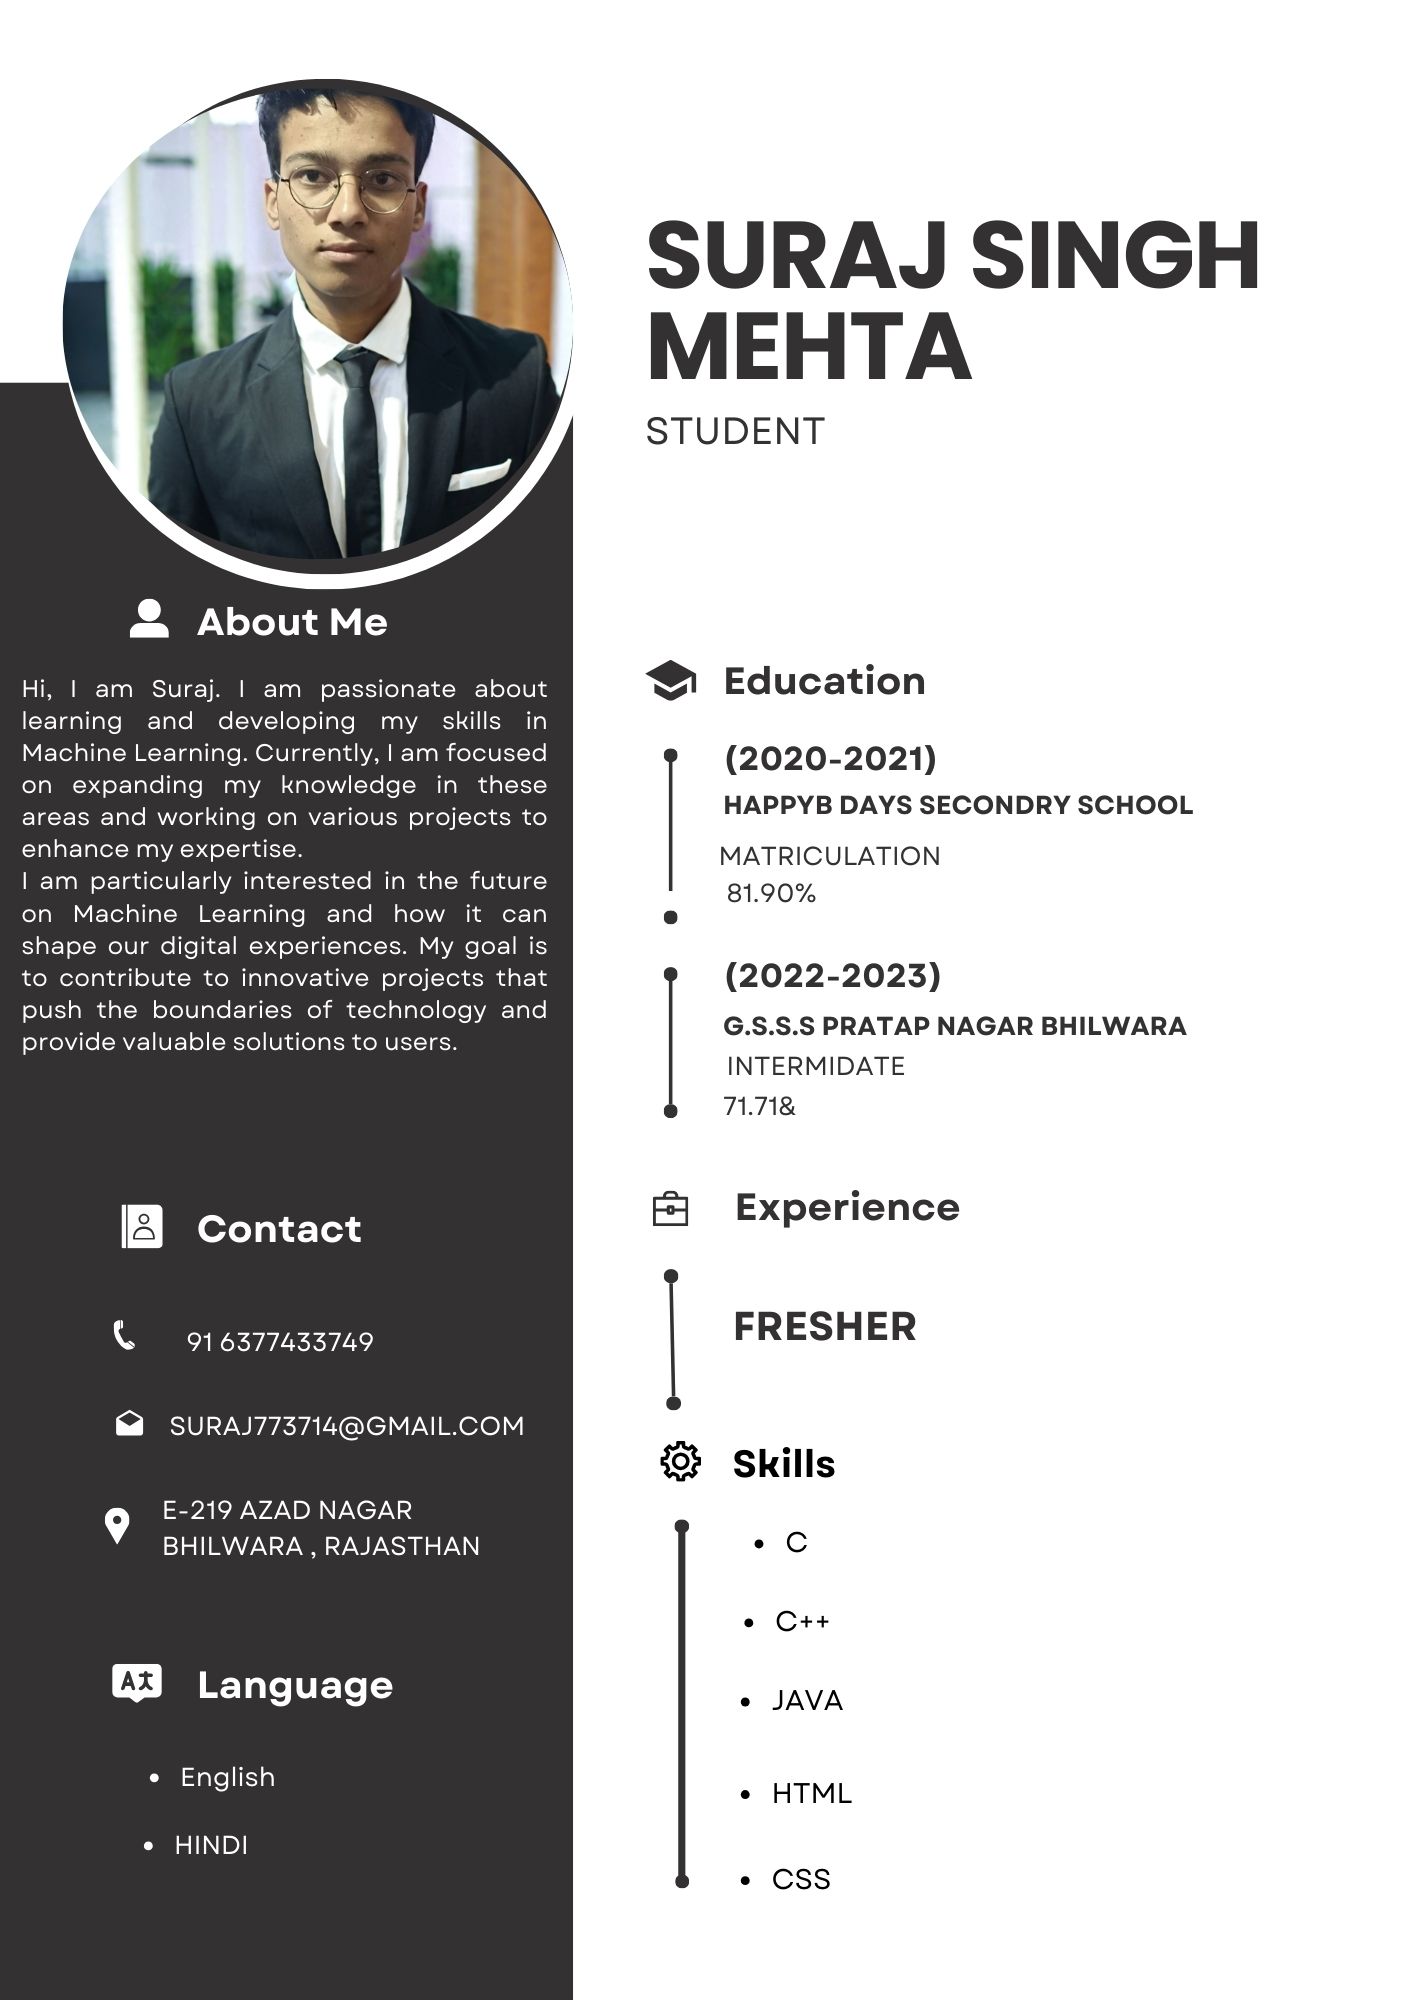 SURAJ SINGH
MEHTA
STUDENT
About Me
Hi, I am Suraj. I am passionate about
learning and developing my skills in
Machine Learning. Currently, I am focused
on expanding my knowledge in these
areas and working on various projects to
enhance my expertise.
I am particularly interested in the future
on Machine Learning and how it can
shape our digital experiences. My goal is
to contribute to innovative projects that
push the boundaries of technology and
provide valuable solutions to users.
Contact
91 6377433749
SURAJ773714@GMAIL.COM
E-219 AZAD NAGAR
BHILWARA , RAJASTHAN
Language
• English
• HINDI
Education
(2020-2021)
HAPPYB DAYS SECONDRY SCHOOL
MATRICULATION
81.90%
(2022-2023)
G.S.S.S PRATAP NAGAR BHILWARA
INTERMIDATE
71.71&
Experience
FRESHER
Skills
• C
• C++
• JAVA
• HTML
• CSS